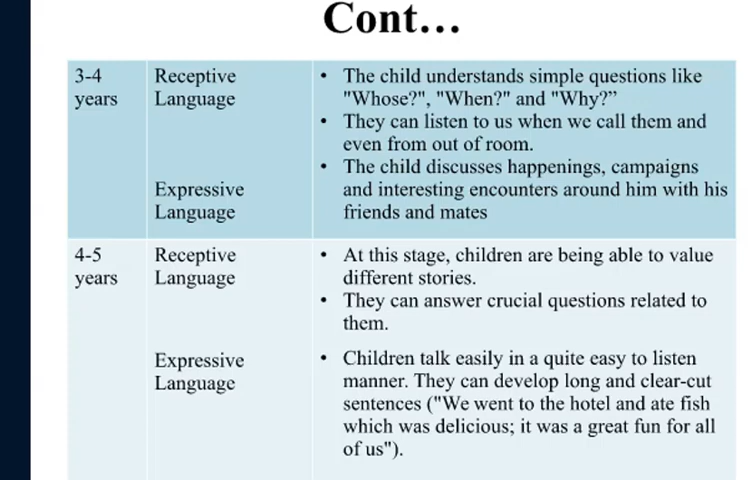 Cont…
3-4 Receptive • The child understands simple questions like
years Language "Whose?", "When?" and "Why?”
• They can listen to us when we call them and
even from out of room.
• The child discusses happenings, campaigns
Expressive and interesting encounters around him with his
Language friends and mates
4-5 Receptive • At this stage, children are being able to value
years Language different stories.
• They can answer crucial questions related to
them.
Expressive • Children talk easily in a quite easy to listen
Language manner. They can develop long and clear-cut
sentences ("We went to the hotel and ate fish
which was delicious; it was a great fun for all
of us").